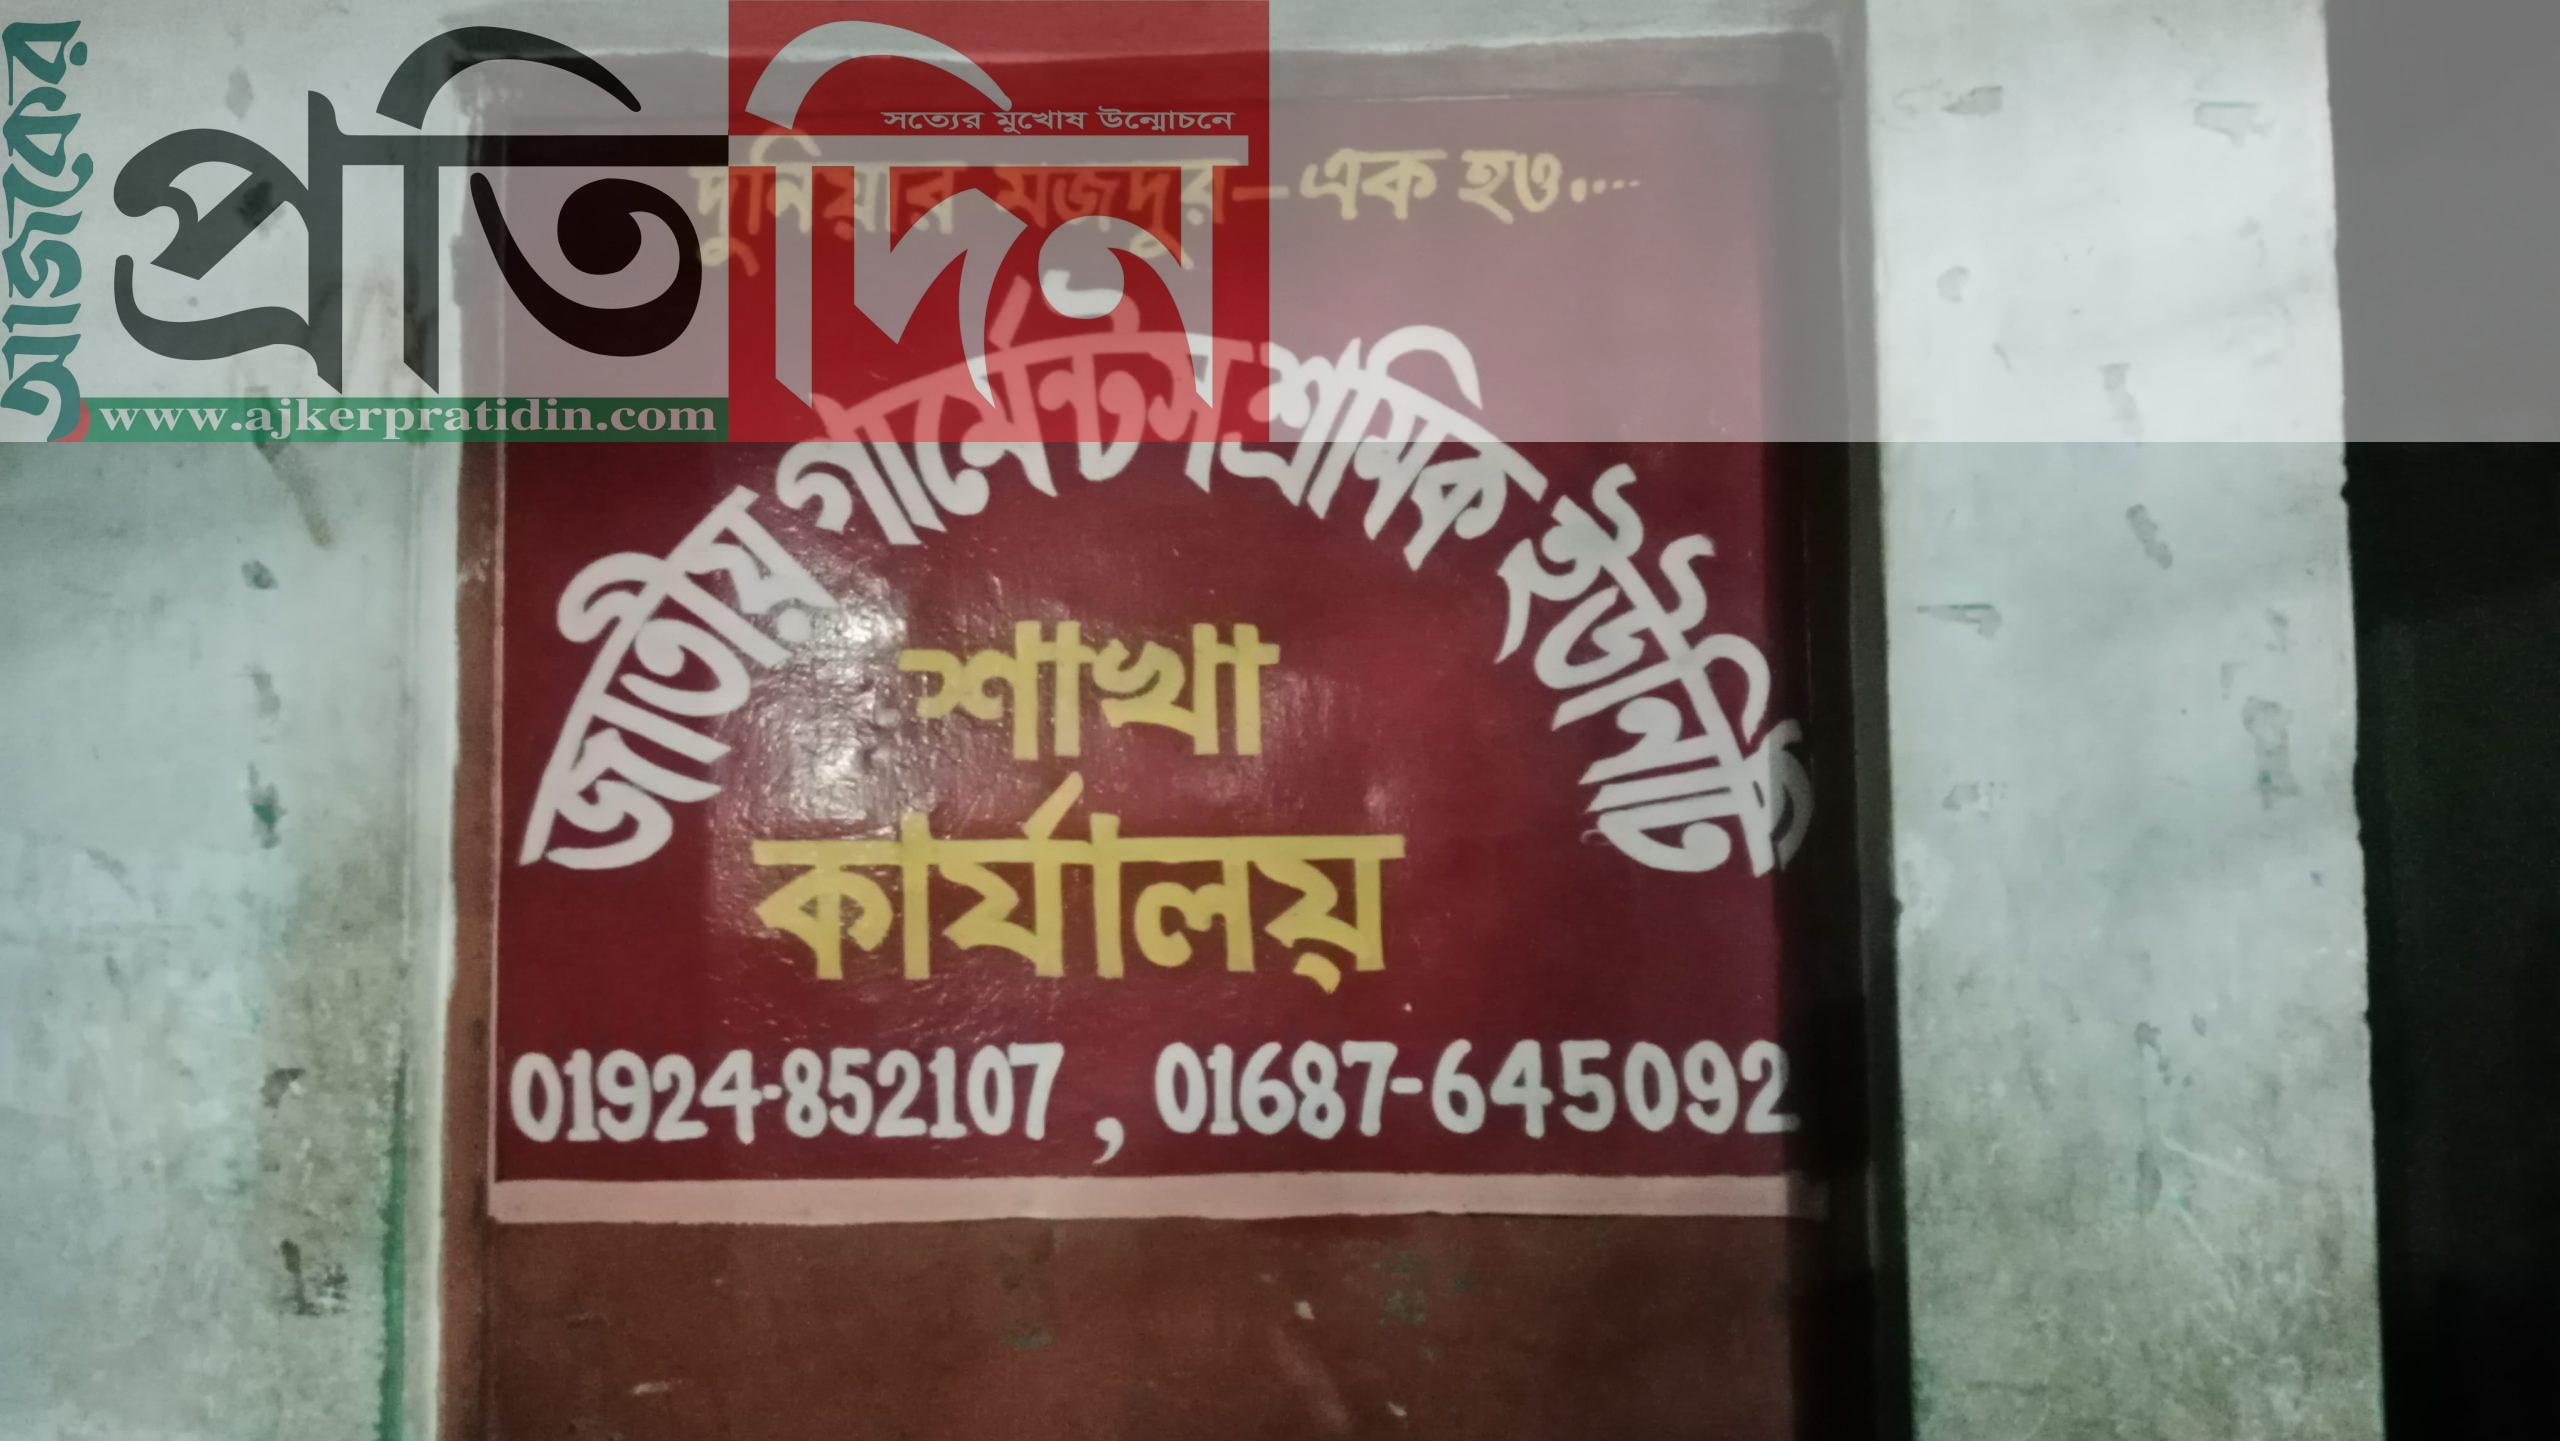 আজকের
প্রতিদিন
সত্যের মুখোষ উন্মোচনে
www.ajkerpratidin.com
দুনিয়ার মজদুর-এক হও....
জাতীয় গার্মেন্টস শ্রমিক ইউনিটি
শাখা
কার্যালয়
01924-852107, 01687-645092